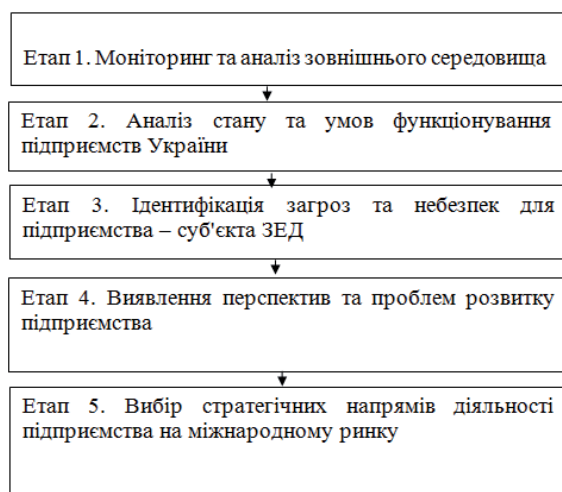 Етап 1. Моніторинг та аналіз зовнішнього середовища
Етап 2. Аналіз стану та умов функціонування
підприємств України
Етап 3. Ідентифікація загроз та небезпек для
підприємства – суб'єкта ЗЕД
Етап 4. Виявлення перспектив та проблем розвитку
підприємства
Етап 5. Вибір стратегічних напрямів діяльності
підприємства на міжнародному ринку